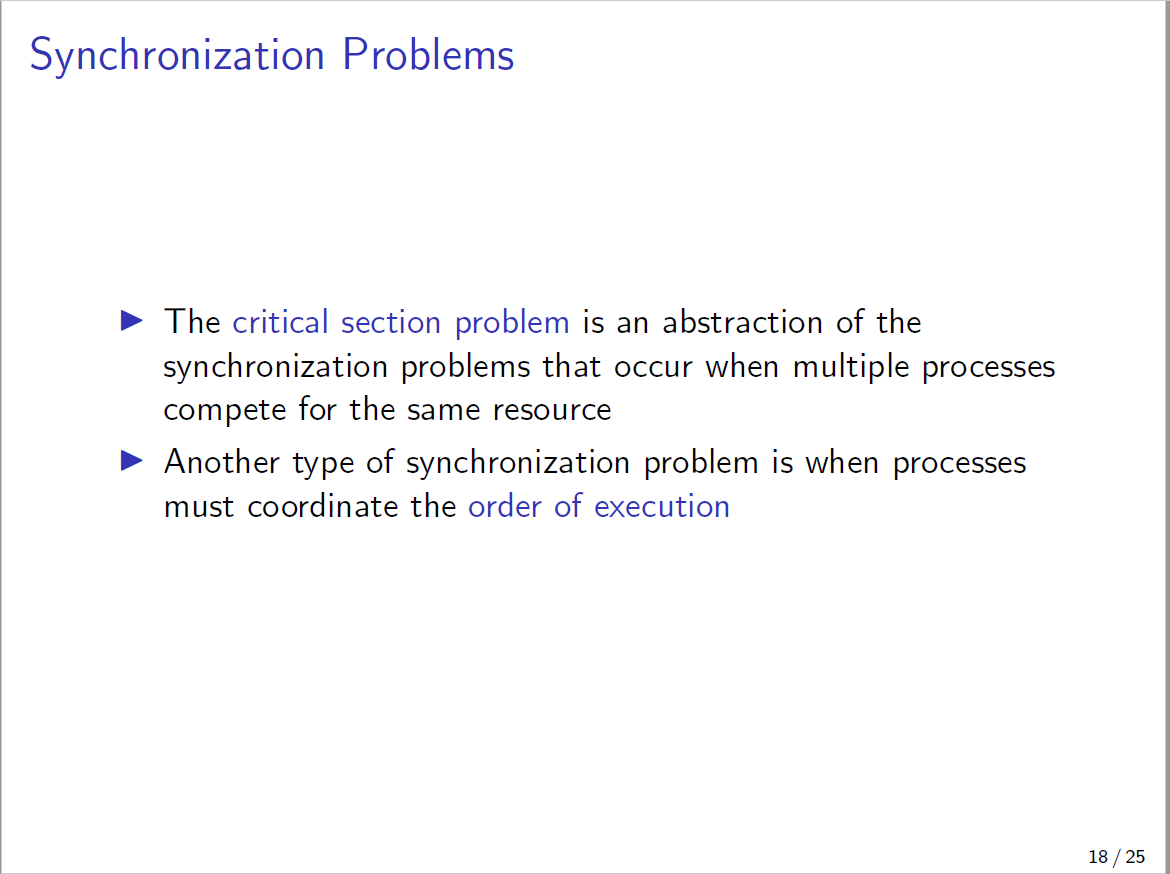 Synchronization Problems
The critical section problem is an abstraction of the
synchronization problems that occur when multiple processes
compete for the same resource
Another type of synchronization problem is when processes
must coordinate the order of execution
18 / 25